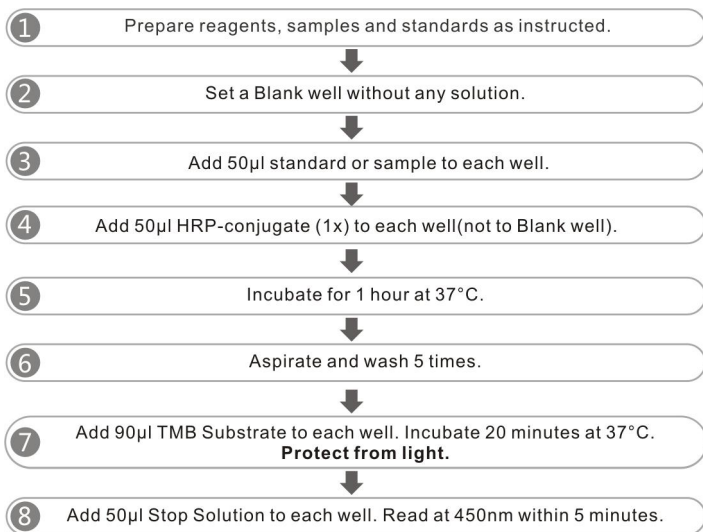 1 Prepare reagents, samples and standards as instructed.
2 Set a Blank well without any solution.
3 Add 50μl standard or sample to each well.
4 Add 50μl HRP-conjugate (1x) to each well(not to Blank well).
5 Incubate for 1 hour at 37°C.
6 Aspirate and wash 5 times.
7 Add 90μl TMB Substrate to each well. Incubate 20 minutes at 37°C.
Protect from light.
8 Add 50μl Stop Solution to each well. Read at 450nm within 5 minutes.